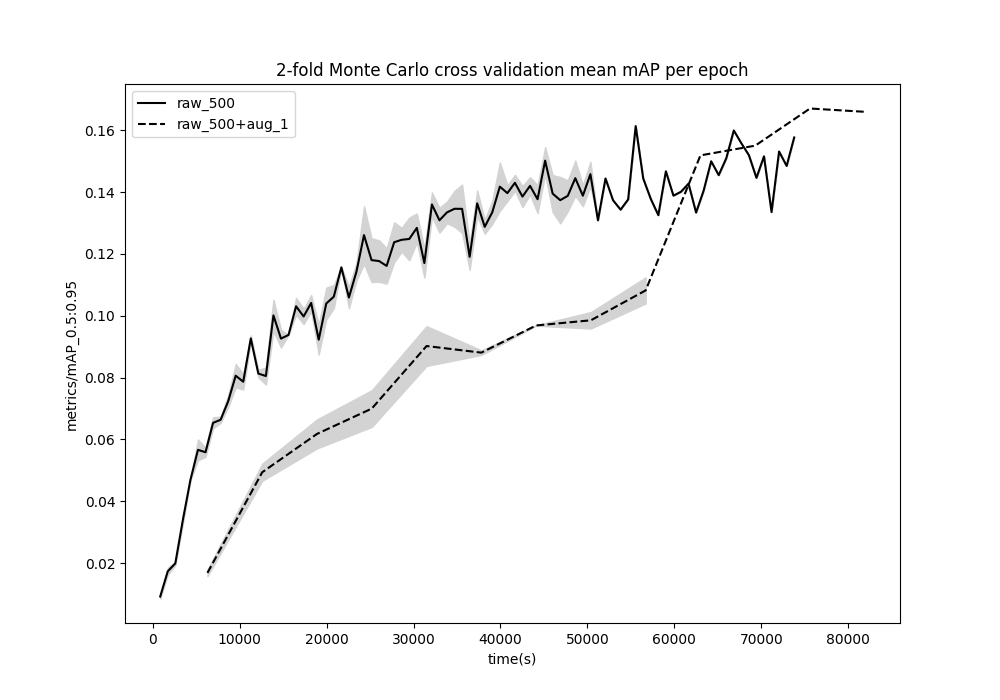 2-fold Monte Carlo cross validation mean mAP per epoch
raw_500
raw_500+aug_1
metrics/mAP_0.5:0.95
0.16
0.14
0.12
0.10
0.08
0.06
0.04
0.02
0 10000 20000 30000 40000 50000 60000 70000 80000
time(s)